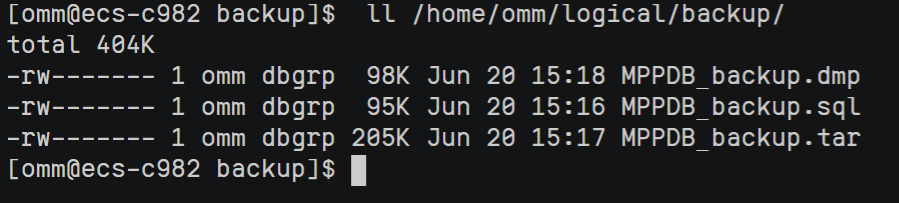 [omm@ecs-c982 backup]$  ll /home/omm/logical/backup/
total 404K
-rw------- 1 omm dbgrp  98K Jun 20 15:18 MPPDB_backup.dmp
-rw------- 1 omm dbgrp  95K Jun 20 15:16 MPPDB_backup.sql
-rw------- 1 omm dbgrp 205K Jun 20 15:17 MPPDB_backup.tar
[omm@ecs-c982 backup]$